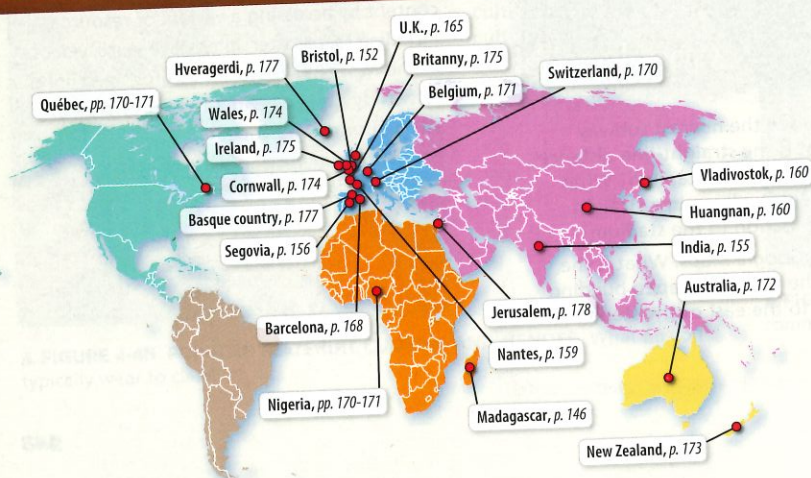 U.K., p. 165
Bristol, p. 152
Britanny, p. 175
Hveragerdi, p. 177
Switzerland, p. 170
Belgium, p. 171
Québec, pp. 170-171
Wales, p. 174
Ireland, p. 175
Vladivostok, p. 160
Cornwall, p. 174
Huangnan, p. 160
Basque country, p. 177
India, p. 155
Segovia, p. 156
Australia, p. 172
Jerusalem, p. 178
Barcelona, p. 168
Nantes, p. 159
Nigeria, pp. 170-171
Madagascar, p. 146
New Zealand, p. 173